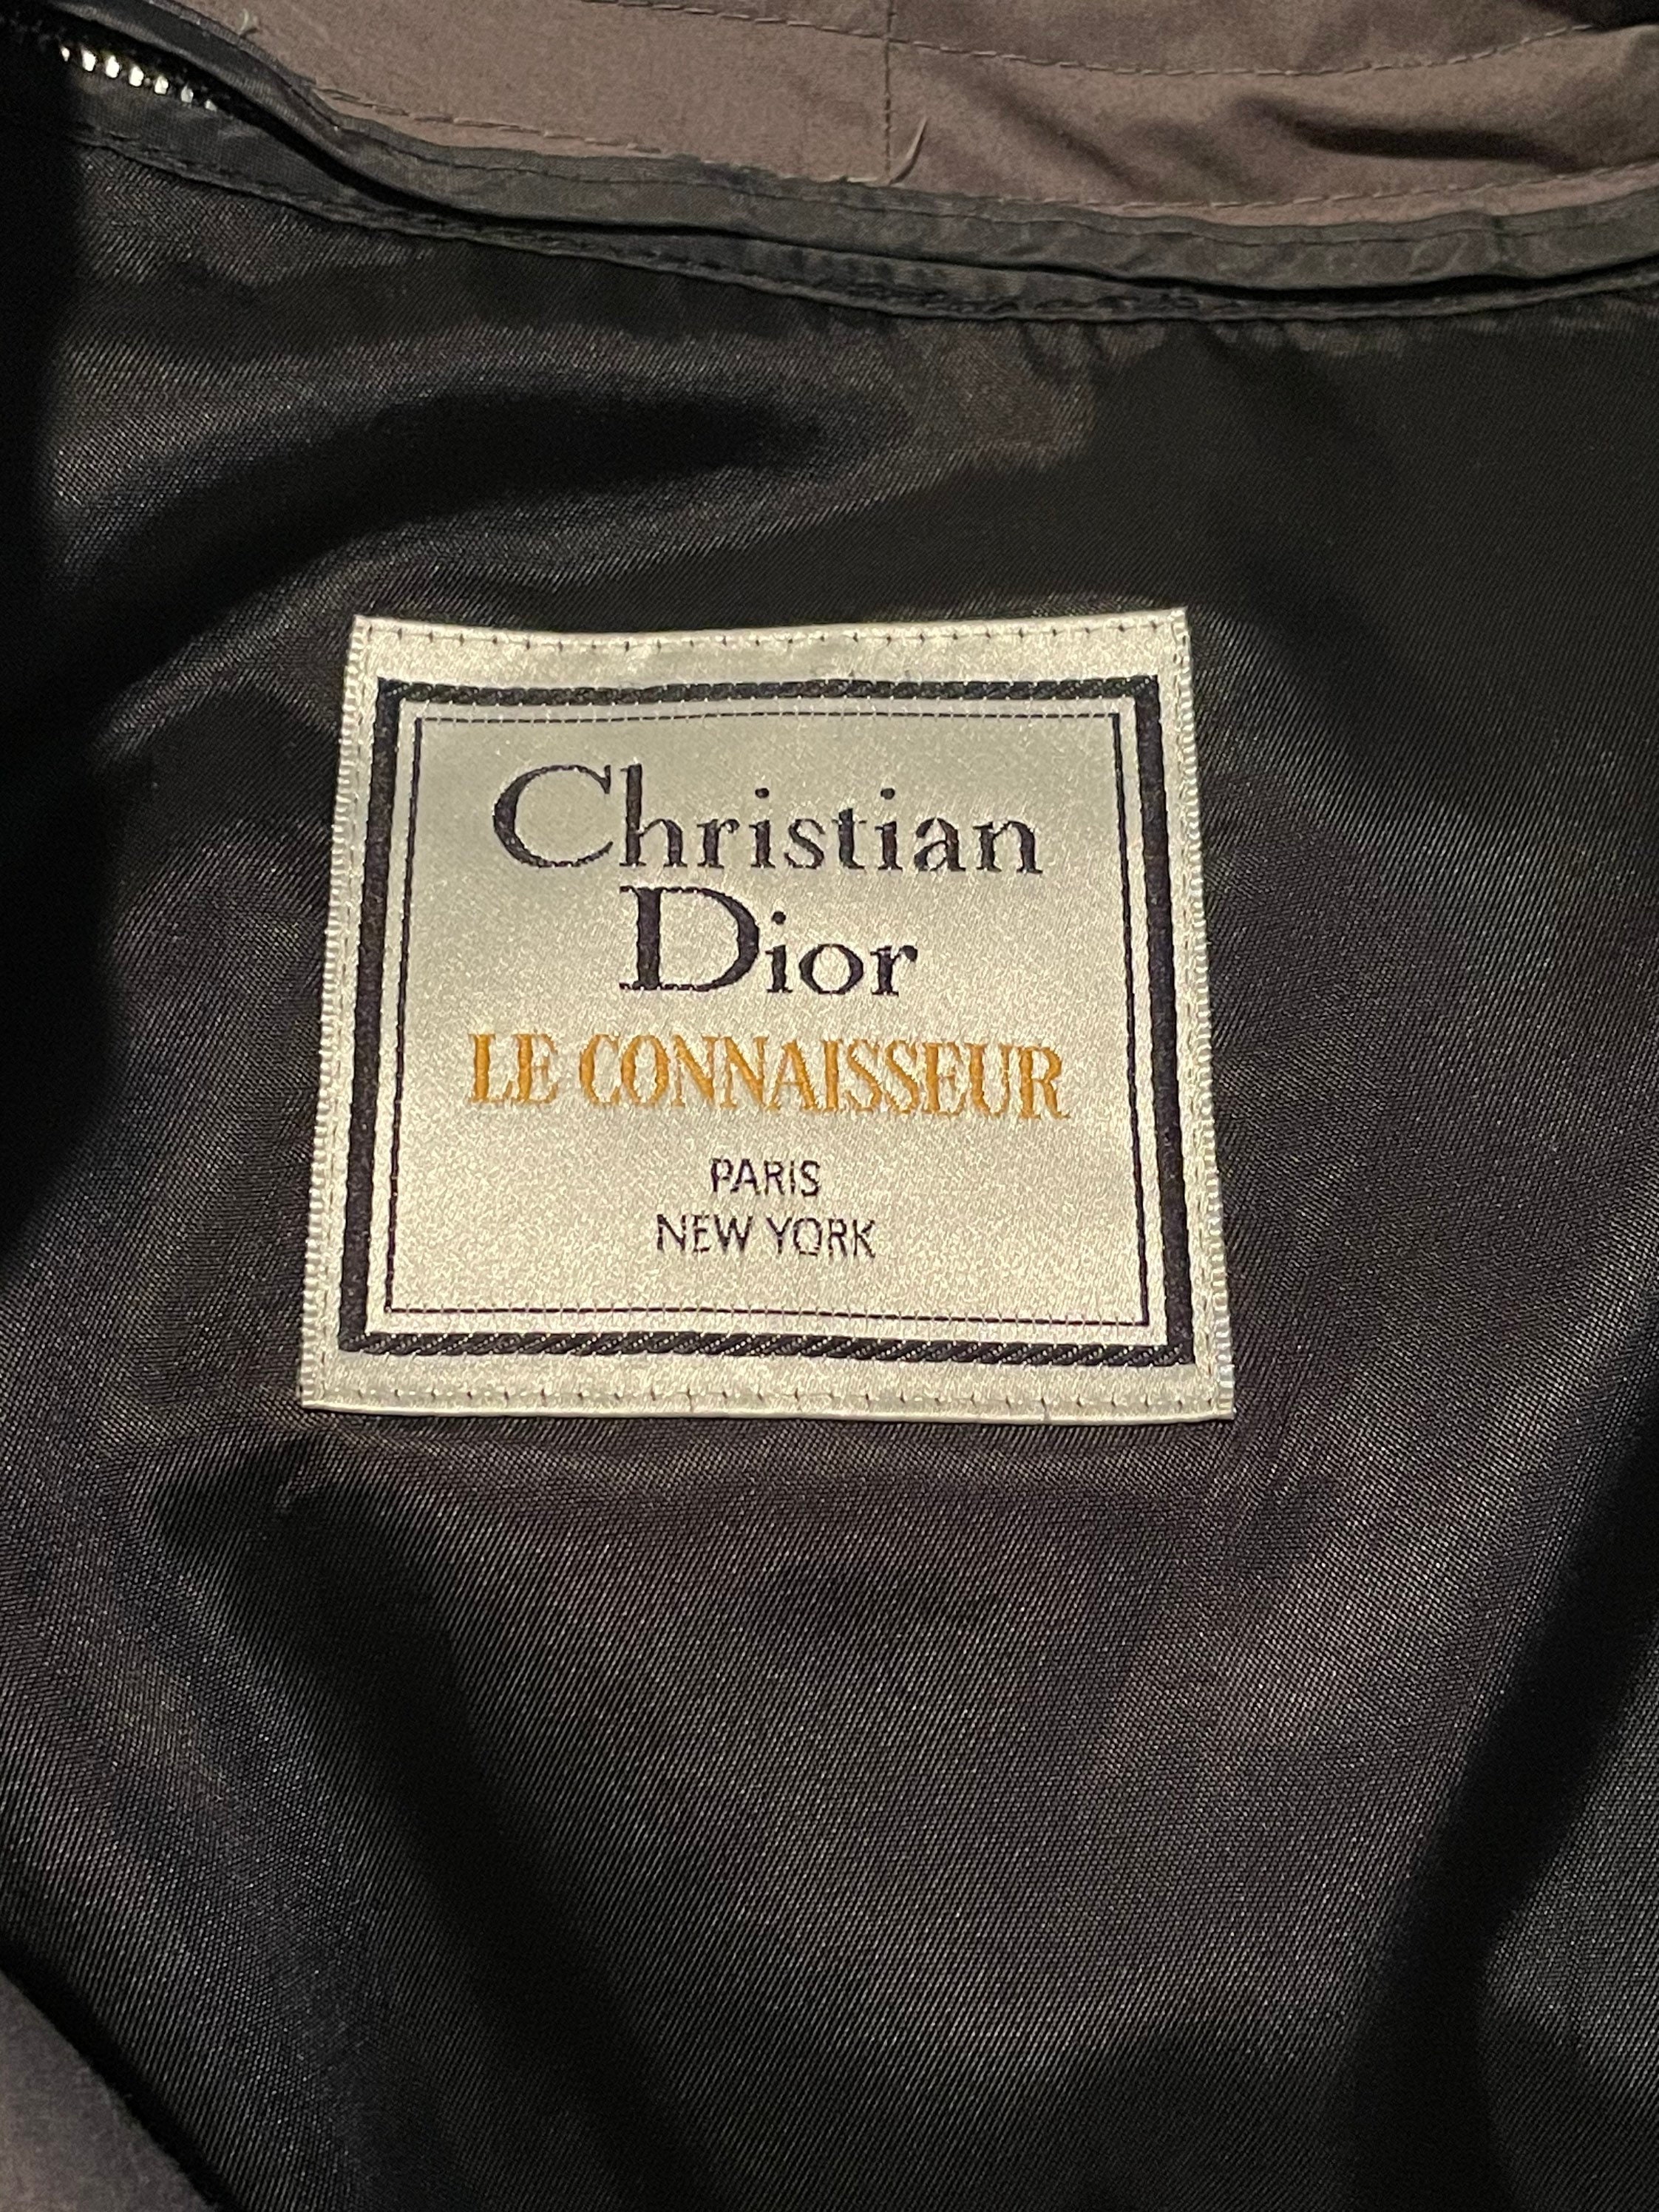 Christian
Dior
LE CONNAISSEUR
PARIS
NEW YORK